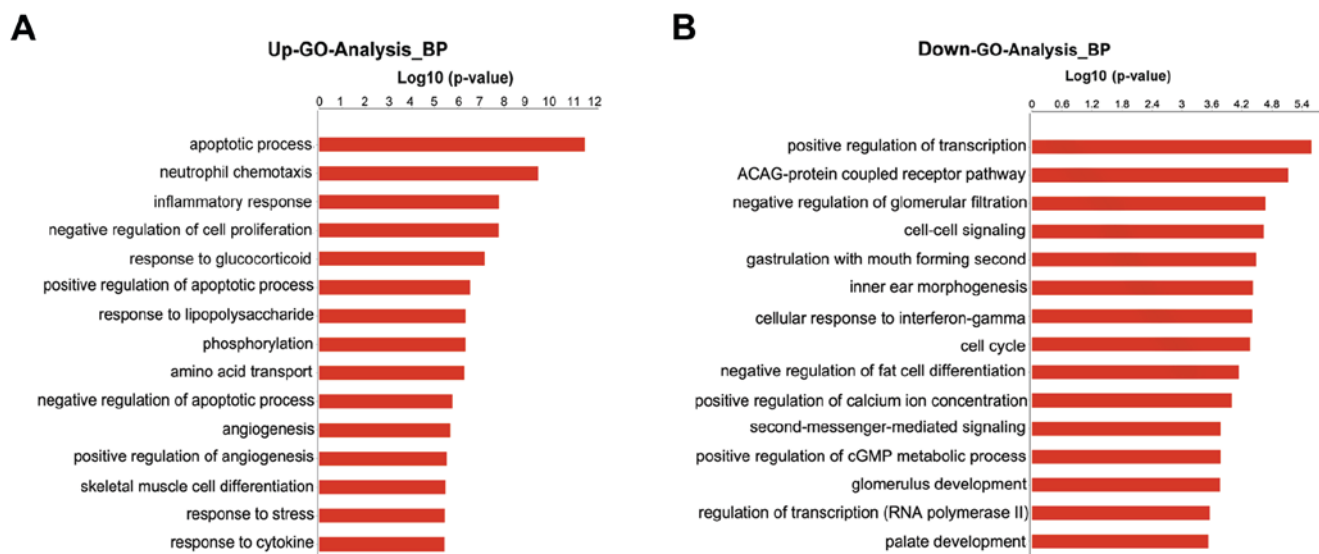 A
Up-GO-Analysis_BP
Log10 (p-value)
0 1 2 3 4 5 6 7 8 9 10 11 12
apoptotic process
neutrophil chemotaxis
inflammatory response
negative regulation of cell proliferation
response to glucocorticoid
positive regulation of apoptotic process
response to lipopolysaccharide
phosphorylation
amino acid transport
negative regulation of apoptotic process
angiogenesis
positive regulation of angiogenesis
skeletal muscle cell differentiation
response to stress
response to cytokine
B
Down-GO-Analysis_BP
Log10 (p-value)
0 0.6 1.2 1.8 2.4 3 3.6 4.2 4.8 5.4
positive regulation of transcription
ACAG-protein coupled receptor pathway
negative regulation of glomerular filtration
cell-cell signaling
gastrulation with mouth forming second
inner ear morphogenesis
cellular response to interferon-gamma
cell cycle
negative regulation of fat cell differentiation
positive regulation of calcium ion concentration
second-messenger-mediated signaling
positive regulation of cGMP metabolic process
glomerulus development
regulation of transcription (RNA polymerase II)
palate development